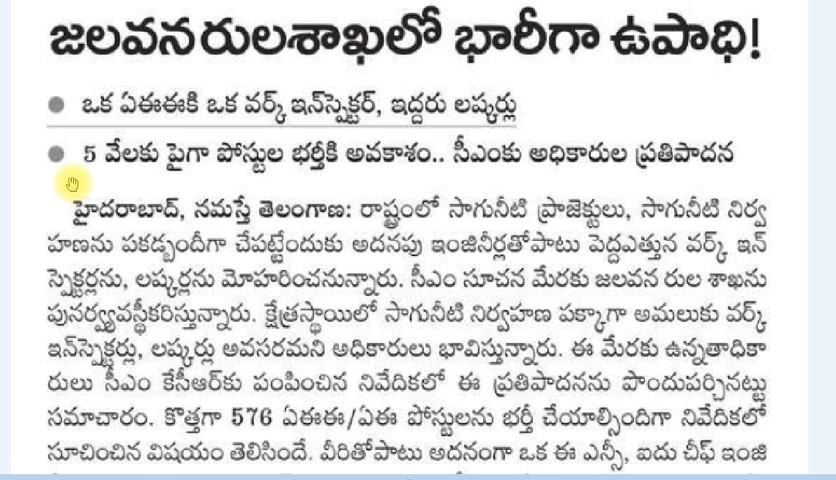 జలవనరులశాఖలో భారీగా ఉపాధి!
ఒక ఏఈఈకి ఒక వర్క్ ఇన్‌స్పెక్టర్, ఇద్దరు లష్కర్లు
5 వేలకు పైగా పోస్టుల భర్తీకి అవకాశం.. సీఎంకు అధికారుల ప్రతిపాదన
హైదరాబాద్, నమస్తే తెలంగాణ: రాష్ట్రంలో సాగునీటి ప్రాజెక్టులు, సాగునీటి నిర్వ
హణను పకడ్బందీగా చేపట్టేందుకు అదనపు ఇంజినీర్లతోపాటు పెద్దఎత్తున వర్క్ ఇన్
స్పెక్టర్లను, లష్కర్లను మోహరించనున్నారు. సీఎం సూచన మేరకు జలవన రుల శాఖను
పునర్వ్యవస్థీకరిస్తున్నారు. క్షేత్రస్థాయిలో సాగునీటి నిర్వహణ పక్కాగా అమలుకు వర్క్
ఇన్‌స్పెక్టర్లు, లష్కర్లు అవసరమని అధికారులు భావిస్తున్నారు. ఈ మేరకు ఉన్నతాధికా
రులు సీఎం కేసీఆర్‌కు పంపించిన నివేదికలో ఈ ప్రతిపాదనను పొందుపర్చినట్టు
సమాచారం. కొత్తగా 576 ఏఈఈ/ఏఈ పోస్టులను భర్తీ చేయాల్సిందిగా నివేదికలో
సూచించిన విషయం తెలిసిందే. వీరితోపాటు అదనంగా ఒక ఈ ఎన్సీ, ఐదు చీఫ్ ఇంజి